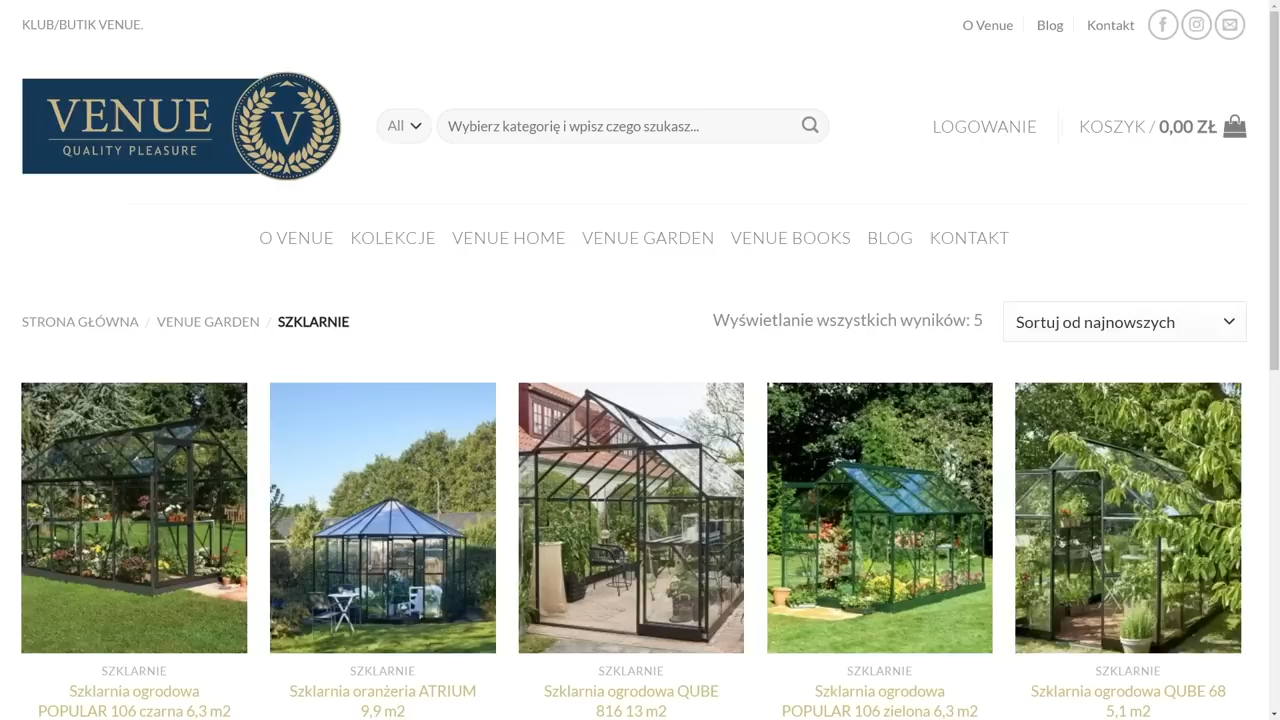 KLUB/BUTIK VENUE.
O Venue
Blog
Kontakt
VENUE
QUALITY PLEASURE
V
All
Wybierz kategrię i wpisz czego szukasz...
LOGOWANIE
KOSZYK / 0,00 ZŁ
O VENUE
KOLEKCJE
VENUE HOME
VENUE GARDEN
VENUE BOOKS
BLOG
KONTAKT
STRONA GŁÓWNA / VENUE GARDEN / SZKLARNIE
Wyświetlanie wszystkich wyników: 5
Sortuj od najnowszych
SZKLARNIE
Szklarnia ogrodowa
POPULAR 106 czarna 6,3 m2
SZKLARNIE
Szklarnia oranżeria ATRIUM
9,9 m2
SZKLARNIE
Szklarnia ogrodowa QUBE
816 13 m2
SZKLARNIE
Szklarnia ogrodowa
POPULAR 106 zielona 6,3 m2
SZKLARNIE
Szklarnia ogrodowa QUBE 68
5,1 m2